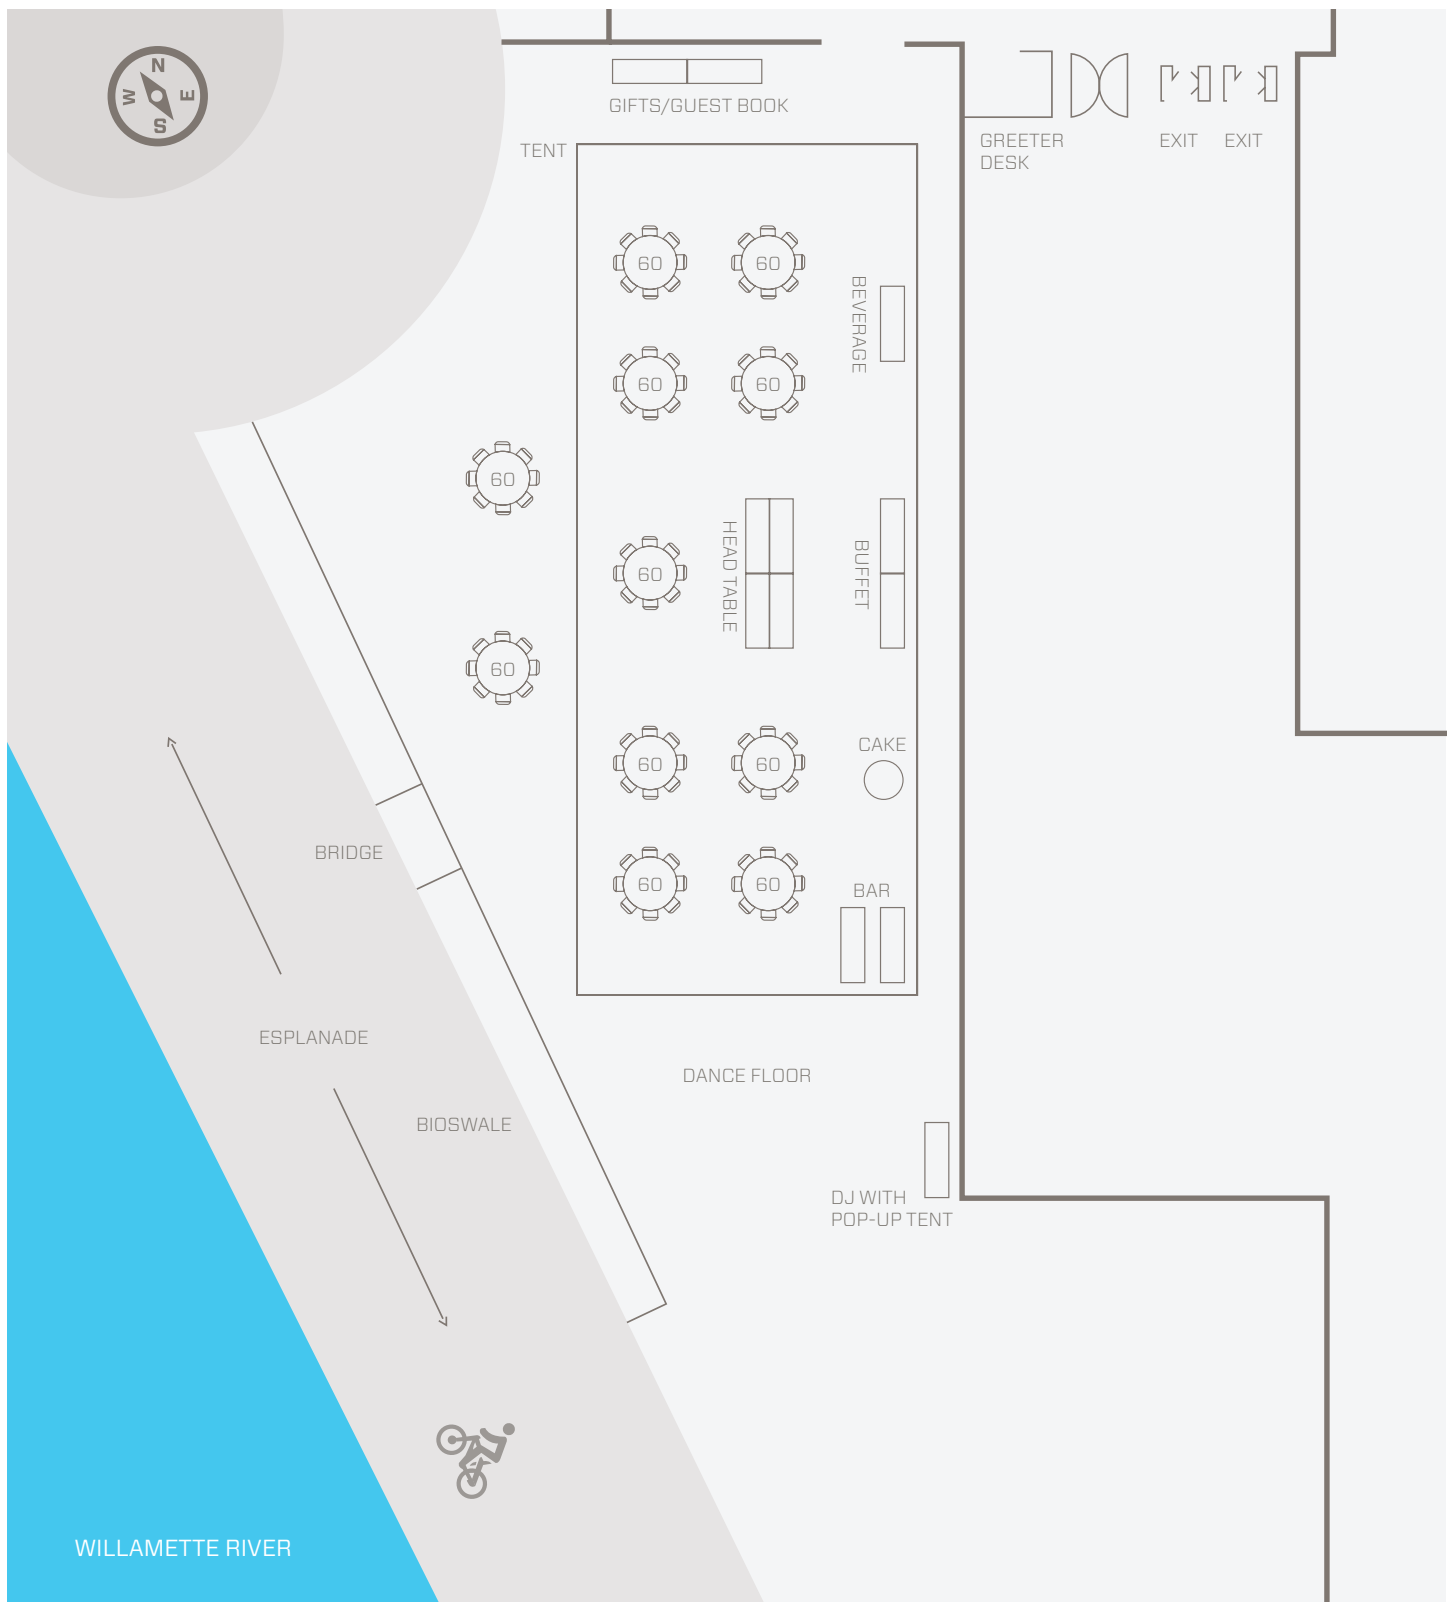 N
W
E
S
GIFTS/GUEST BOOK
TENT
GREETER
DESK
EXIT
EXIT
60
60
BEVERAGE
60
60
60
HEAD TABLE
BUFFET
60
60
CAKE
60
60
BRIDGE
60
60
BAR
ESPLANADE
DANCE FLOOR
BIOSWALE
DJ WITH
POP-UP TENT
WILLAMETTE RIVER